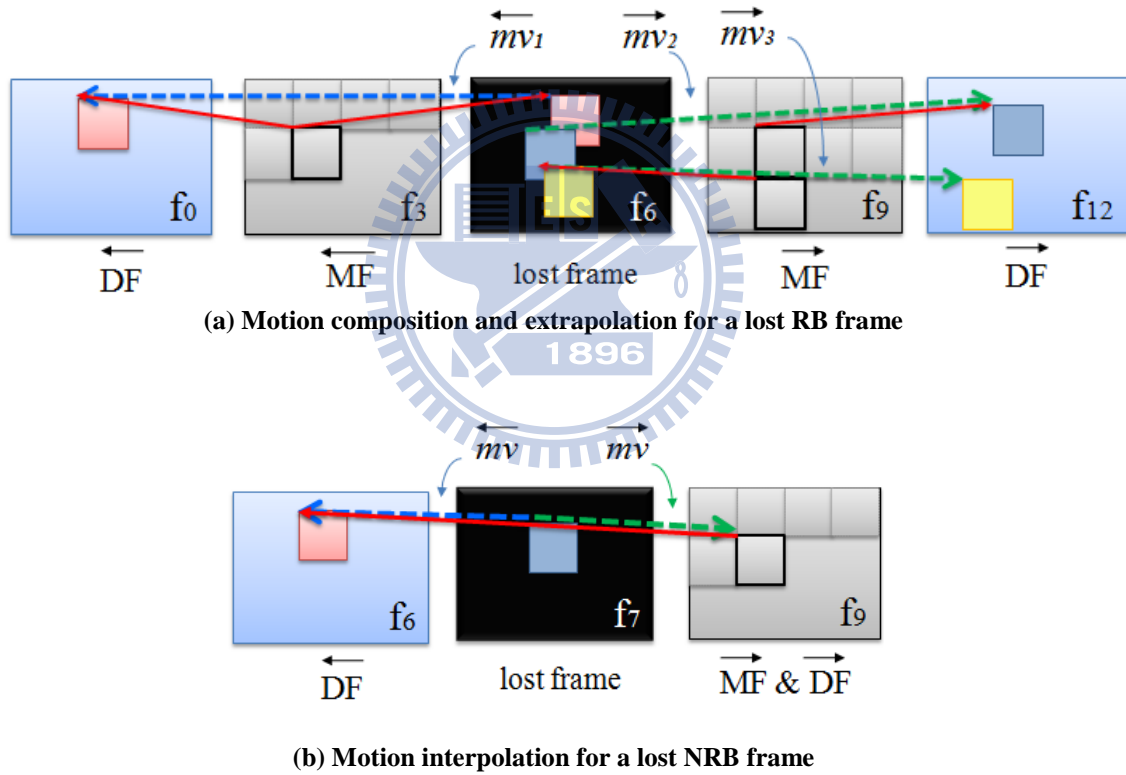 mv₁ mv₂ mv₃
f₀ f₃ f₆ f₉ f₁₂
DF MF lost frame MF DF
ES
8
(a) Motion composition and extrapolation for a lost RB frame
1896
mv mv
f₆ f₇ f₉
DF lost frame MF & DF
(b) Motion interpolation for a lost NRB frame